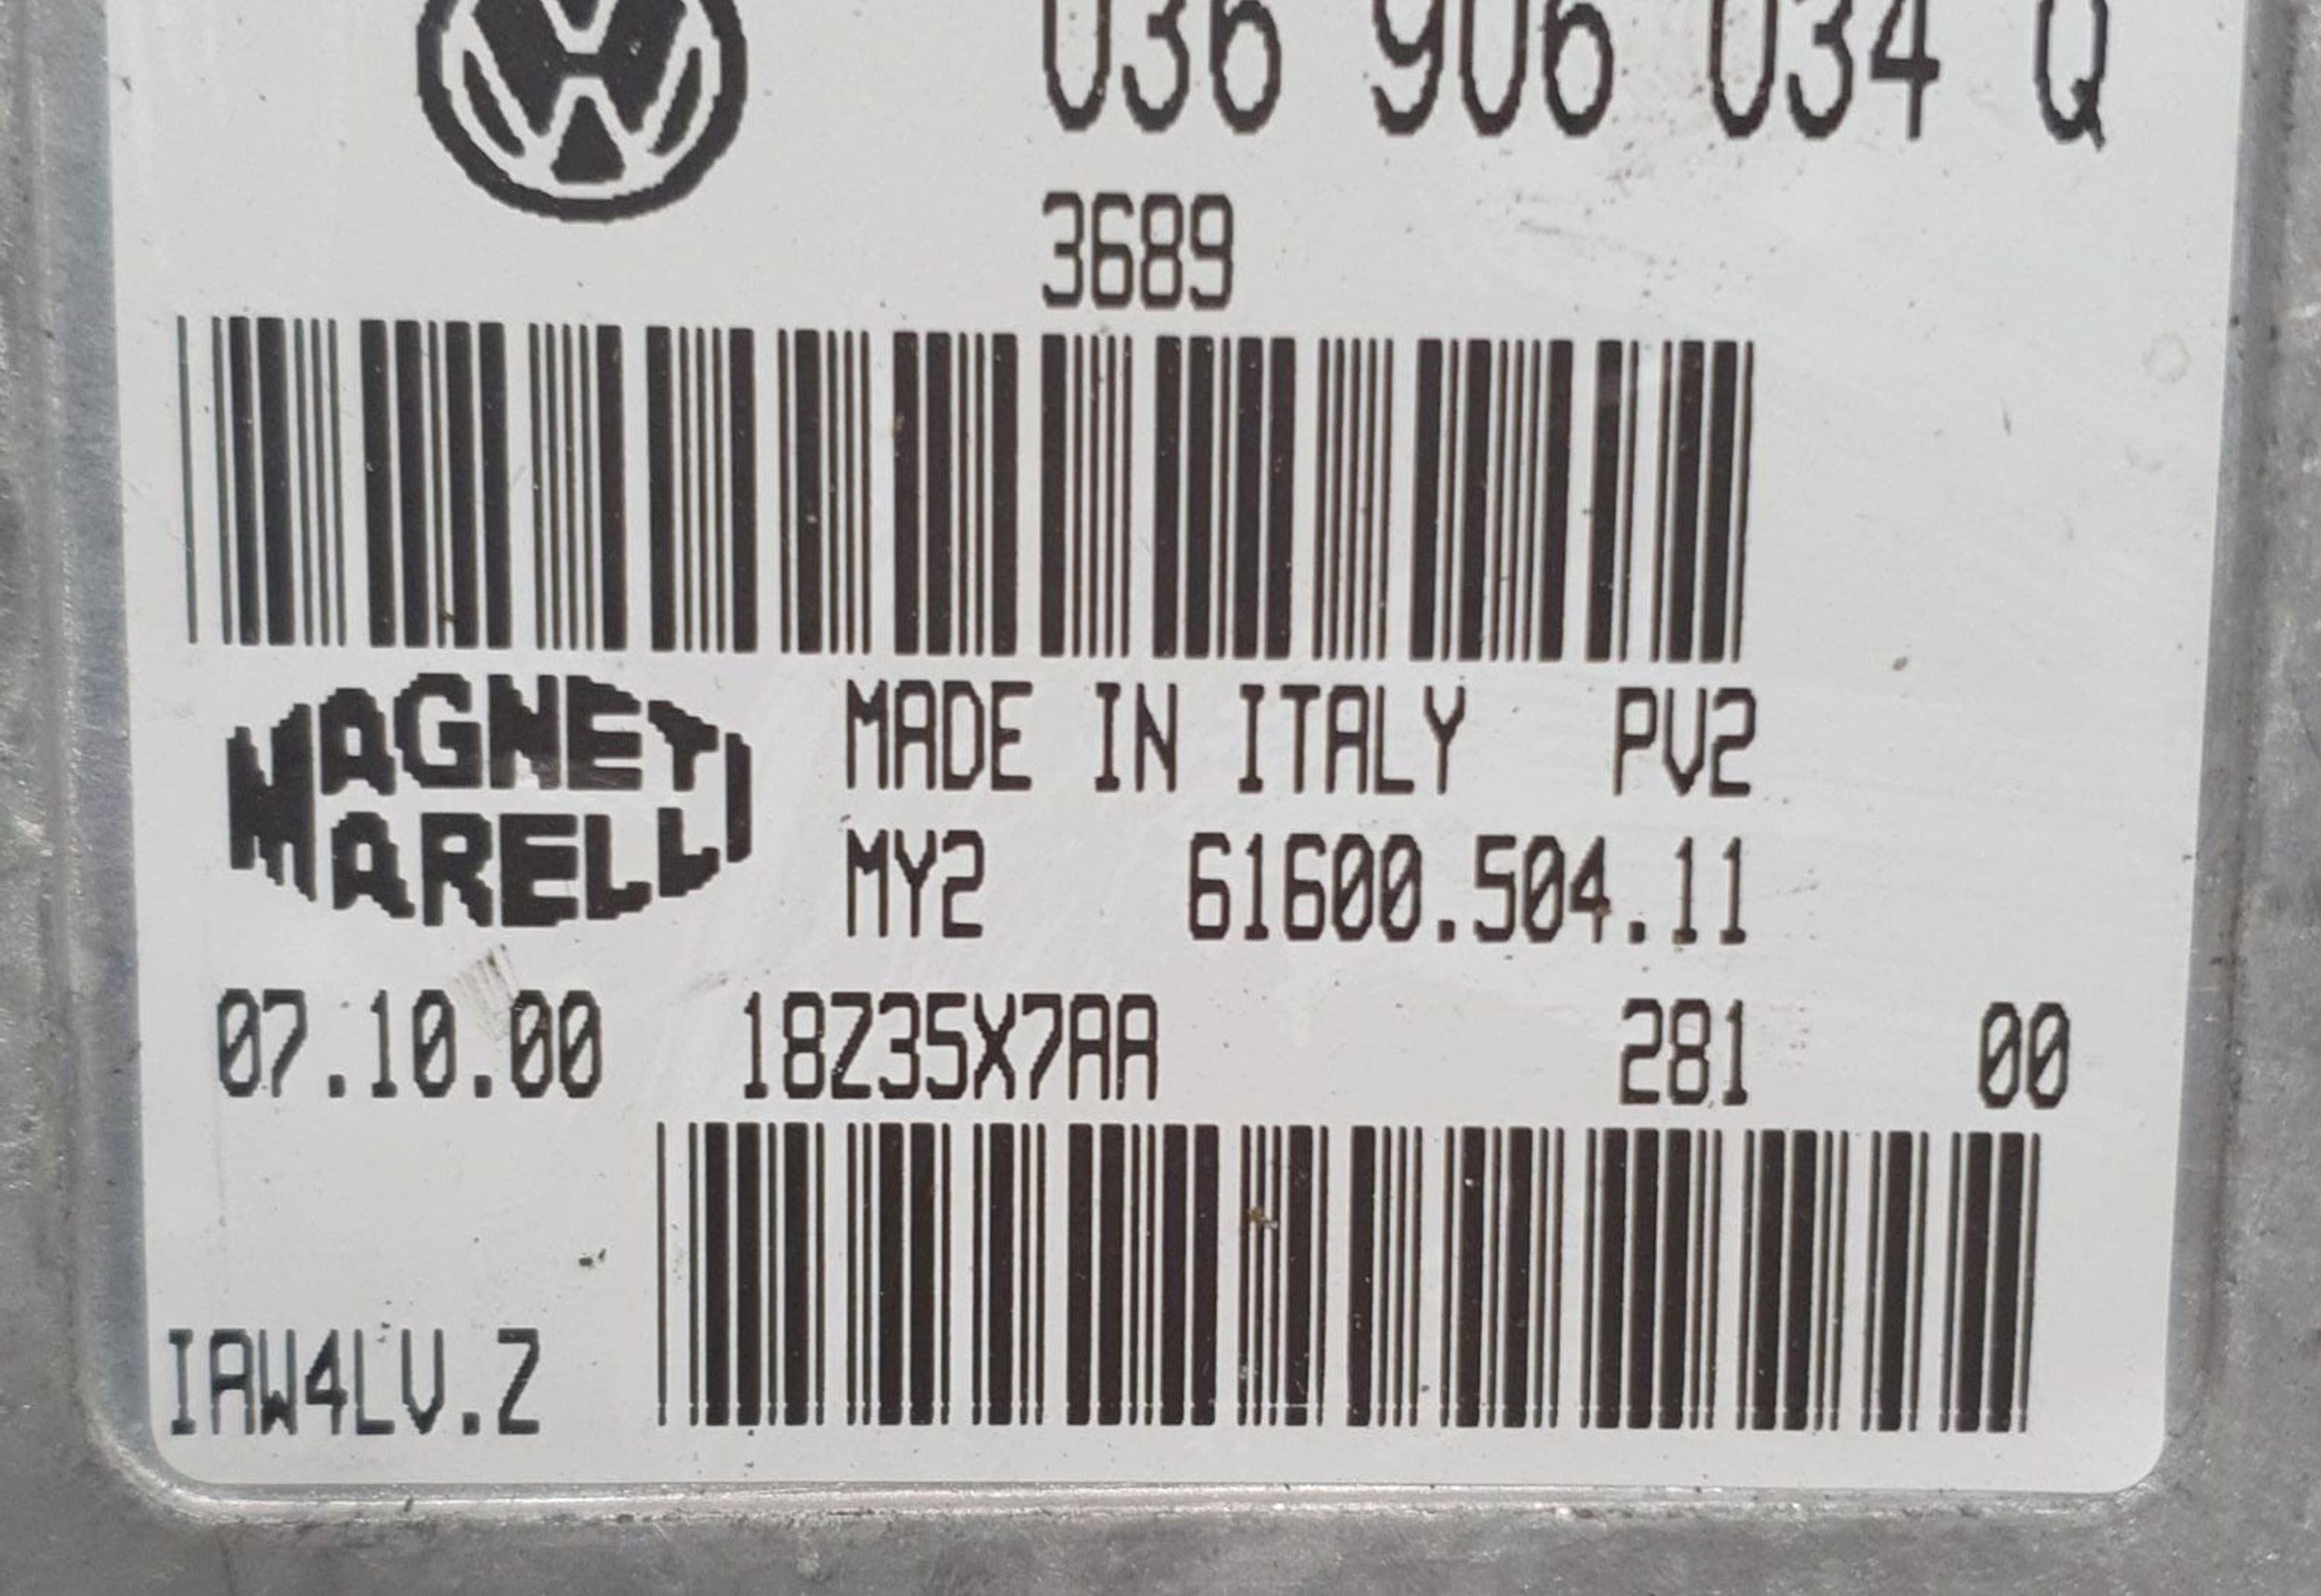 036 906 034 Q
3689
MAGNETI
MARELLI
MADE IN ITALY PV2
MY2 61600.504.11
07.10.00 18Z35X7AA 281 00
IAW4LV.Z